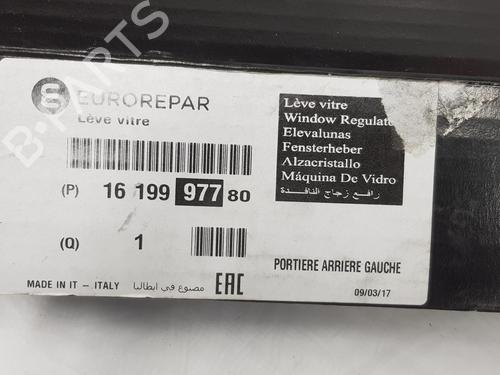 EUROREPAR
Lève vitre
(P) 16 199 977 80
(Q) 1
MADE IN IT - ITALY صنوع في ايطاليا EAC
Lève vitre
Window Regulato
Elevalunas
Fensterheber
Alzacristallo
Máquina De Vidro
رافع زجاج النافذة
PORTIERE ARRIERE GAUCHE
09/03/17
B-PARTS